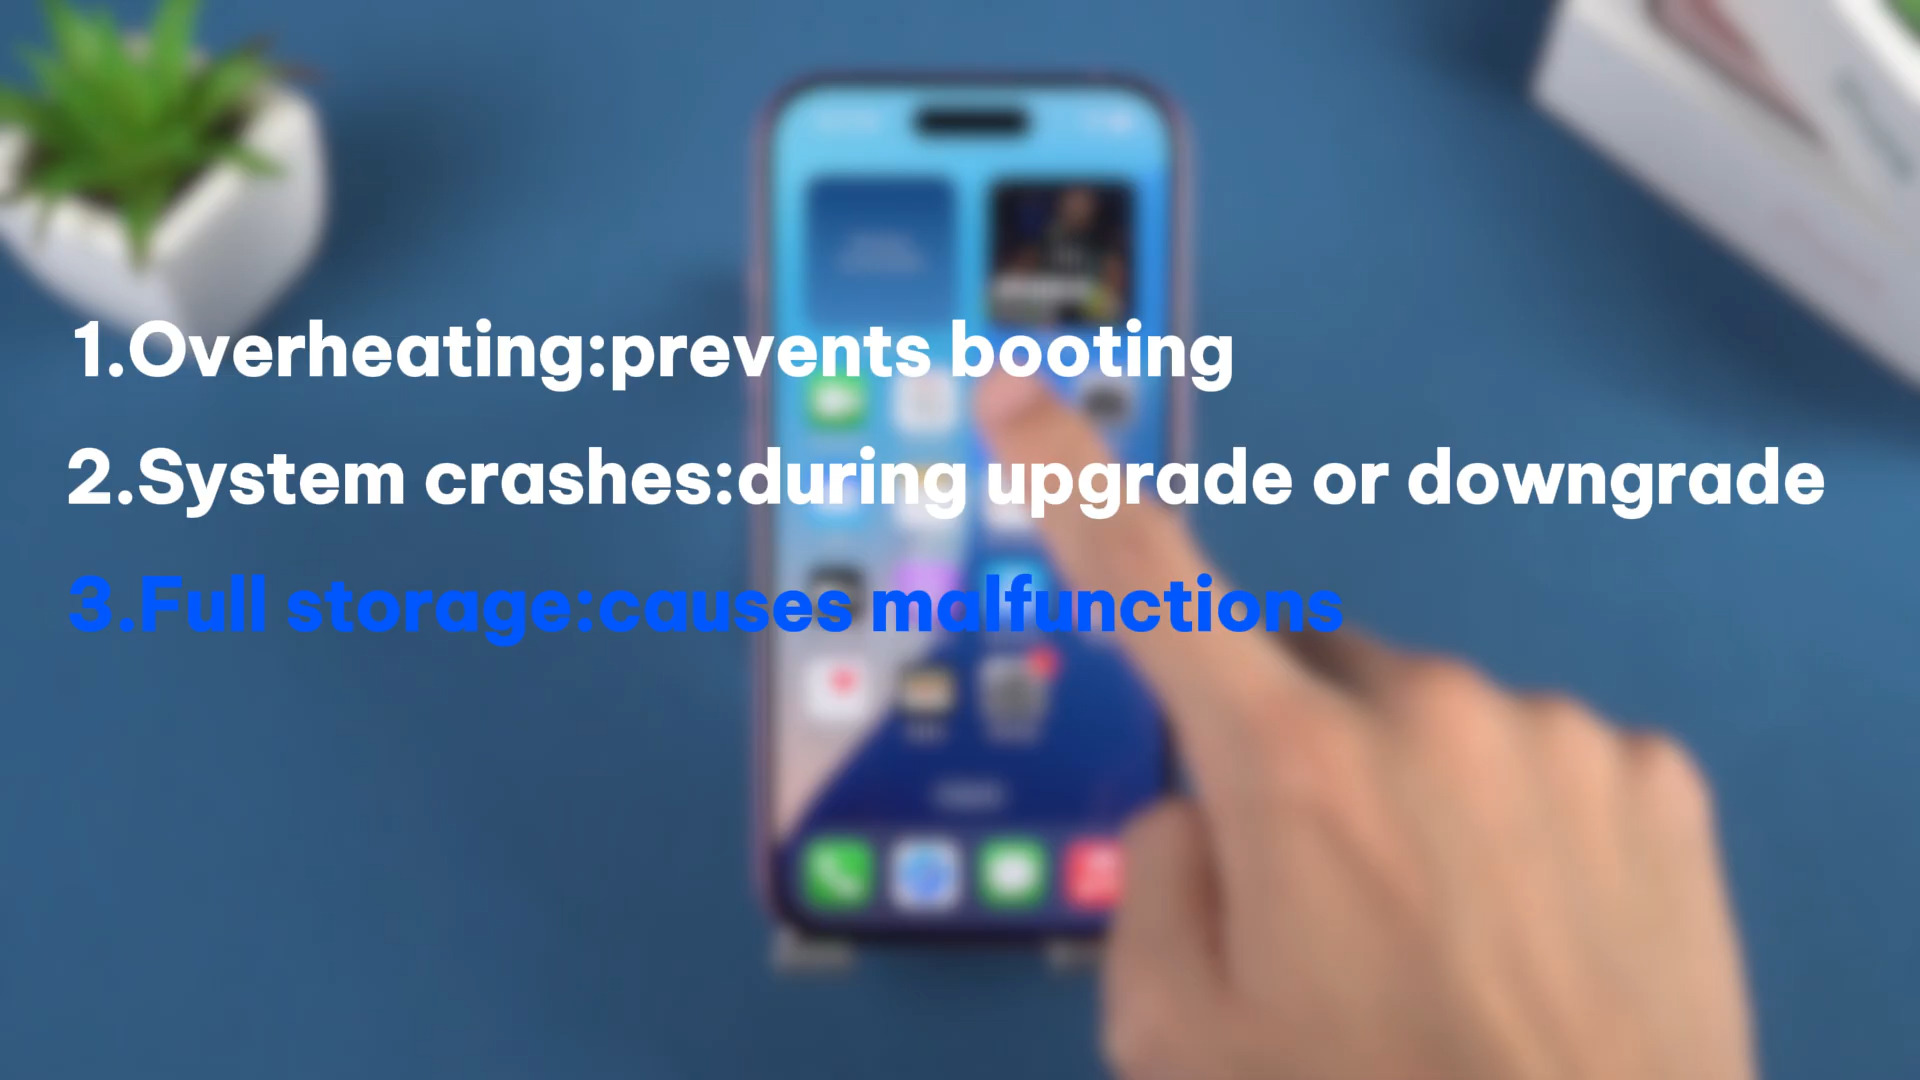 1.Overheating:prevents booting
2.System crashes:during upgrade or downgrade
3.Full storage:causes malfunctions